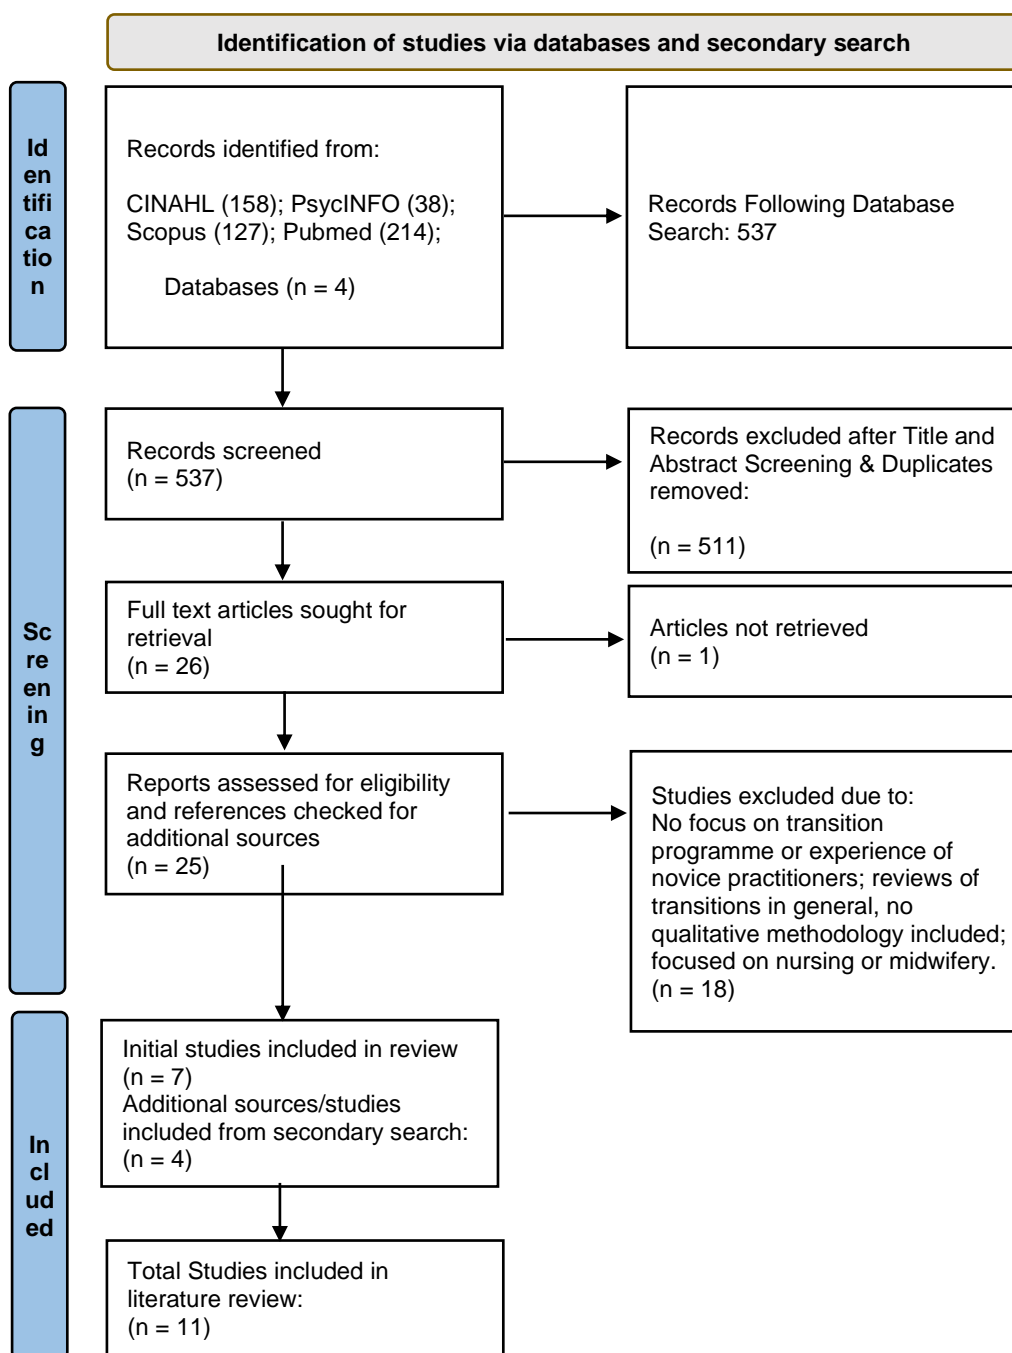 Identification of studies via databases and secondary search
Id
en
tifi
ca
tio
n
Records identified from:
CINAHL (158); PsycINFO (38);
Scopus (127); Pubmed (214);
Databases (n = 4)
Records Following Database
Search: 537
Sc
re
en
in
g
Records screened
(n = 537)
Records excluded after Title and
Abstract Screening & Duplicates
removed:
(n = 511)
Full text articles sought for
retrieval
(n = 26)
Articles not retrieved
(n = 1)
Reports assessed for eligibility
and references checked for
additional sources
(n = 25)
Studies excluded due to:
No focus on transition
programme or experience of
novice practitioners; reviews of
transitions in general, no
qualitative methodology included;
focused on nursing or midwifery.
(n = 18)
In
cl
ud
ed
Initial studies included in review
(n = 7)
Additional sources/studies
included from secondary search:
(n = 4)
Total Studies included in
literature review:
(n = 11)